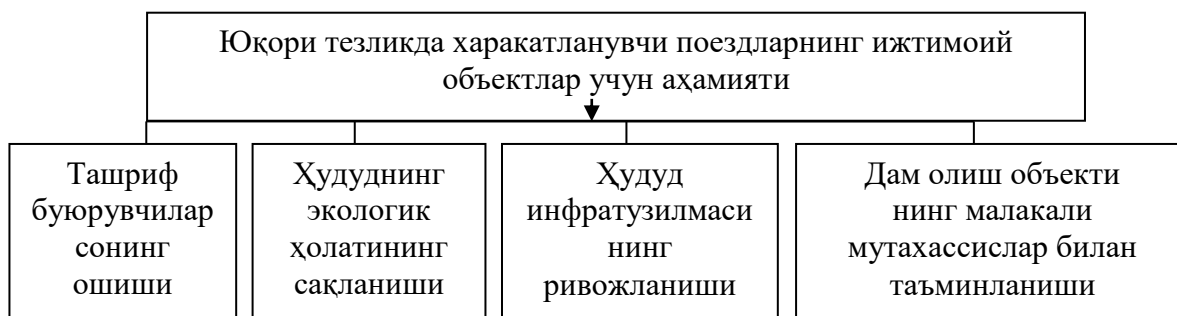 Юқори тезликда харакатланувчи поездларнинг ижтимоий
объектлар учун аҳамияти
Ташриф
буюрувчилар
сонинг
ошиши
Ҳудуднинг
экологик
ҳолатининг
сақланиши
Ҳудуд
инфратузилмаси
нинг
ривожланиши
Дам олиш объекти
нинг малакали
мутахассислар билан
таъминланиши